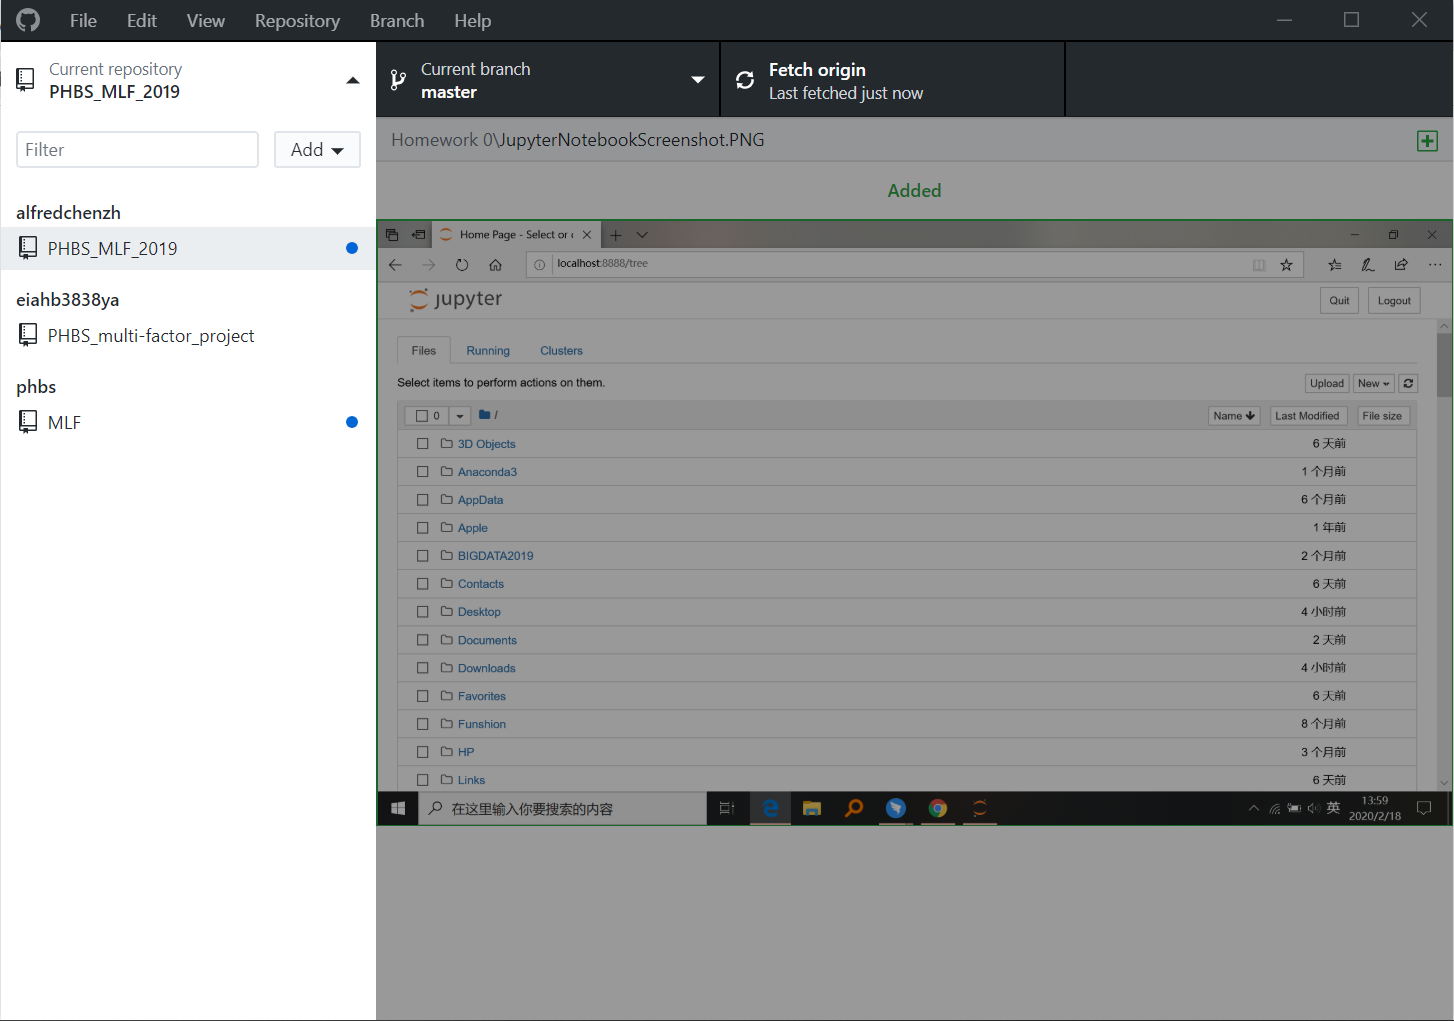 File Edit View Repository Branch Help
Current repository
PHBS_MLF_2019
Current branch
master
Fetch origin
Last fetched just now
Filter
Add
alfredchenzh
PHBS_MLF_2019
eiahb3838ya
PHBS_multi-factor_project
phbs
MLF
Homework 0\JupyterNotebookScreenshot.PNG
Added
Home Page - Select or
localhost:8888/tree
jupyter
Quit Logout
Files Running Clusters
Select items to perform actions on them.
Upload New
0 / Name Last Modified File size
3D Objects 6 天前
Anaconda3 1 个月前
AppData 6 个月前
Apple 1 年前
BIGDATA2019 2 个月前
Contacts 6 天前
Desktop 4 小时前
Documents 2 天前
Downloads 4 小时前
Favorites 6 天前
Funshion 8 个月前
HP 3 个月前
Links 6 天前
在这里输入你要搜索的内容
英
13:59
2020/2/18